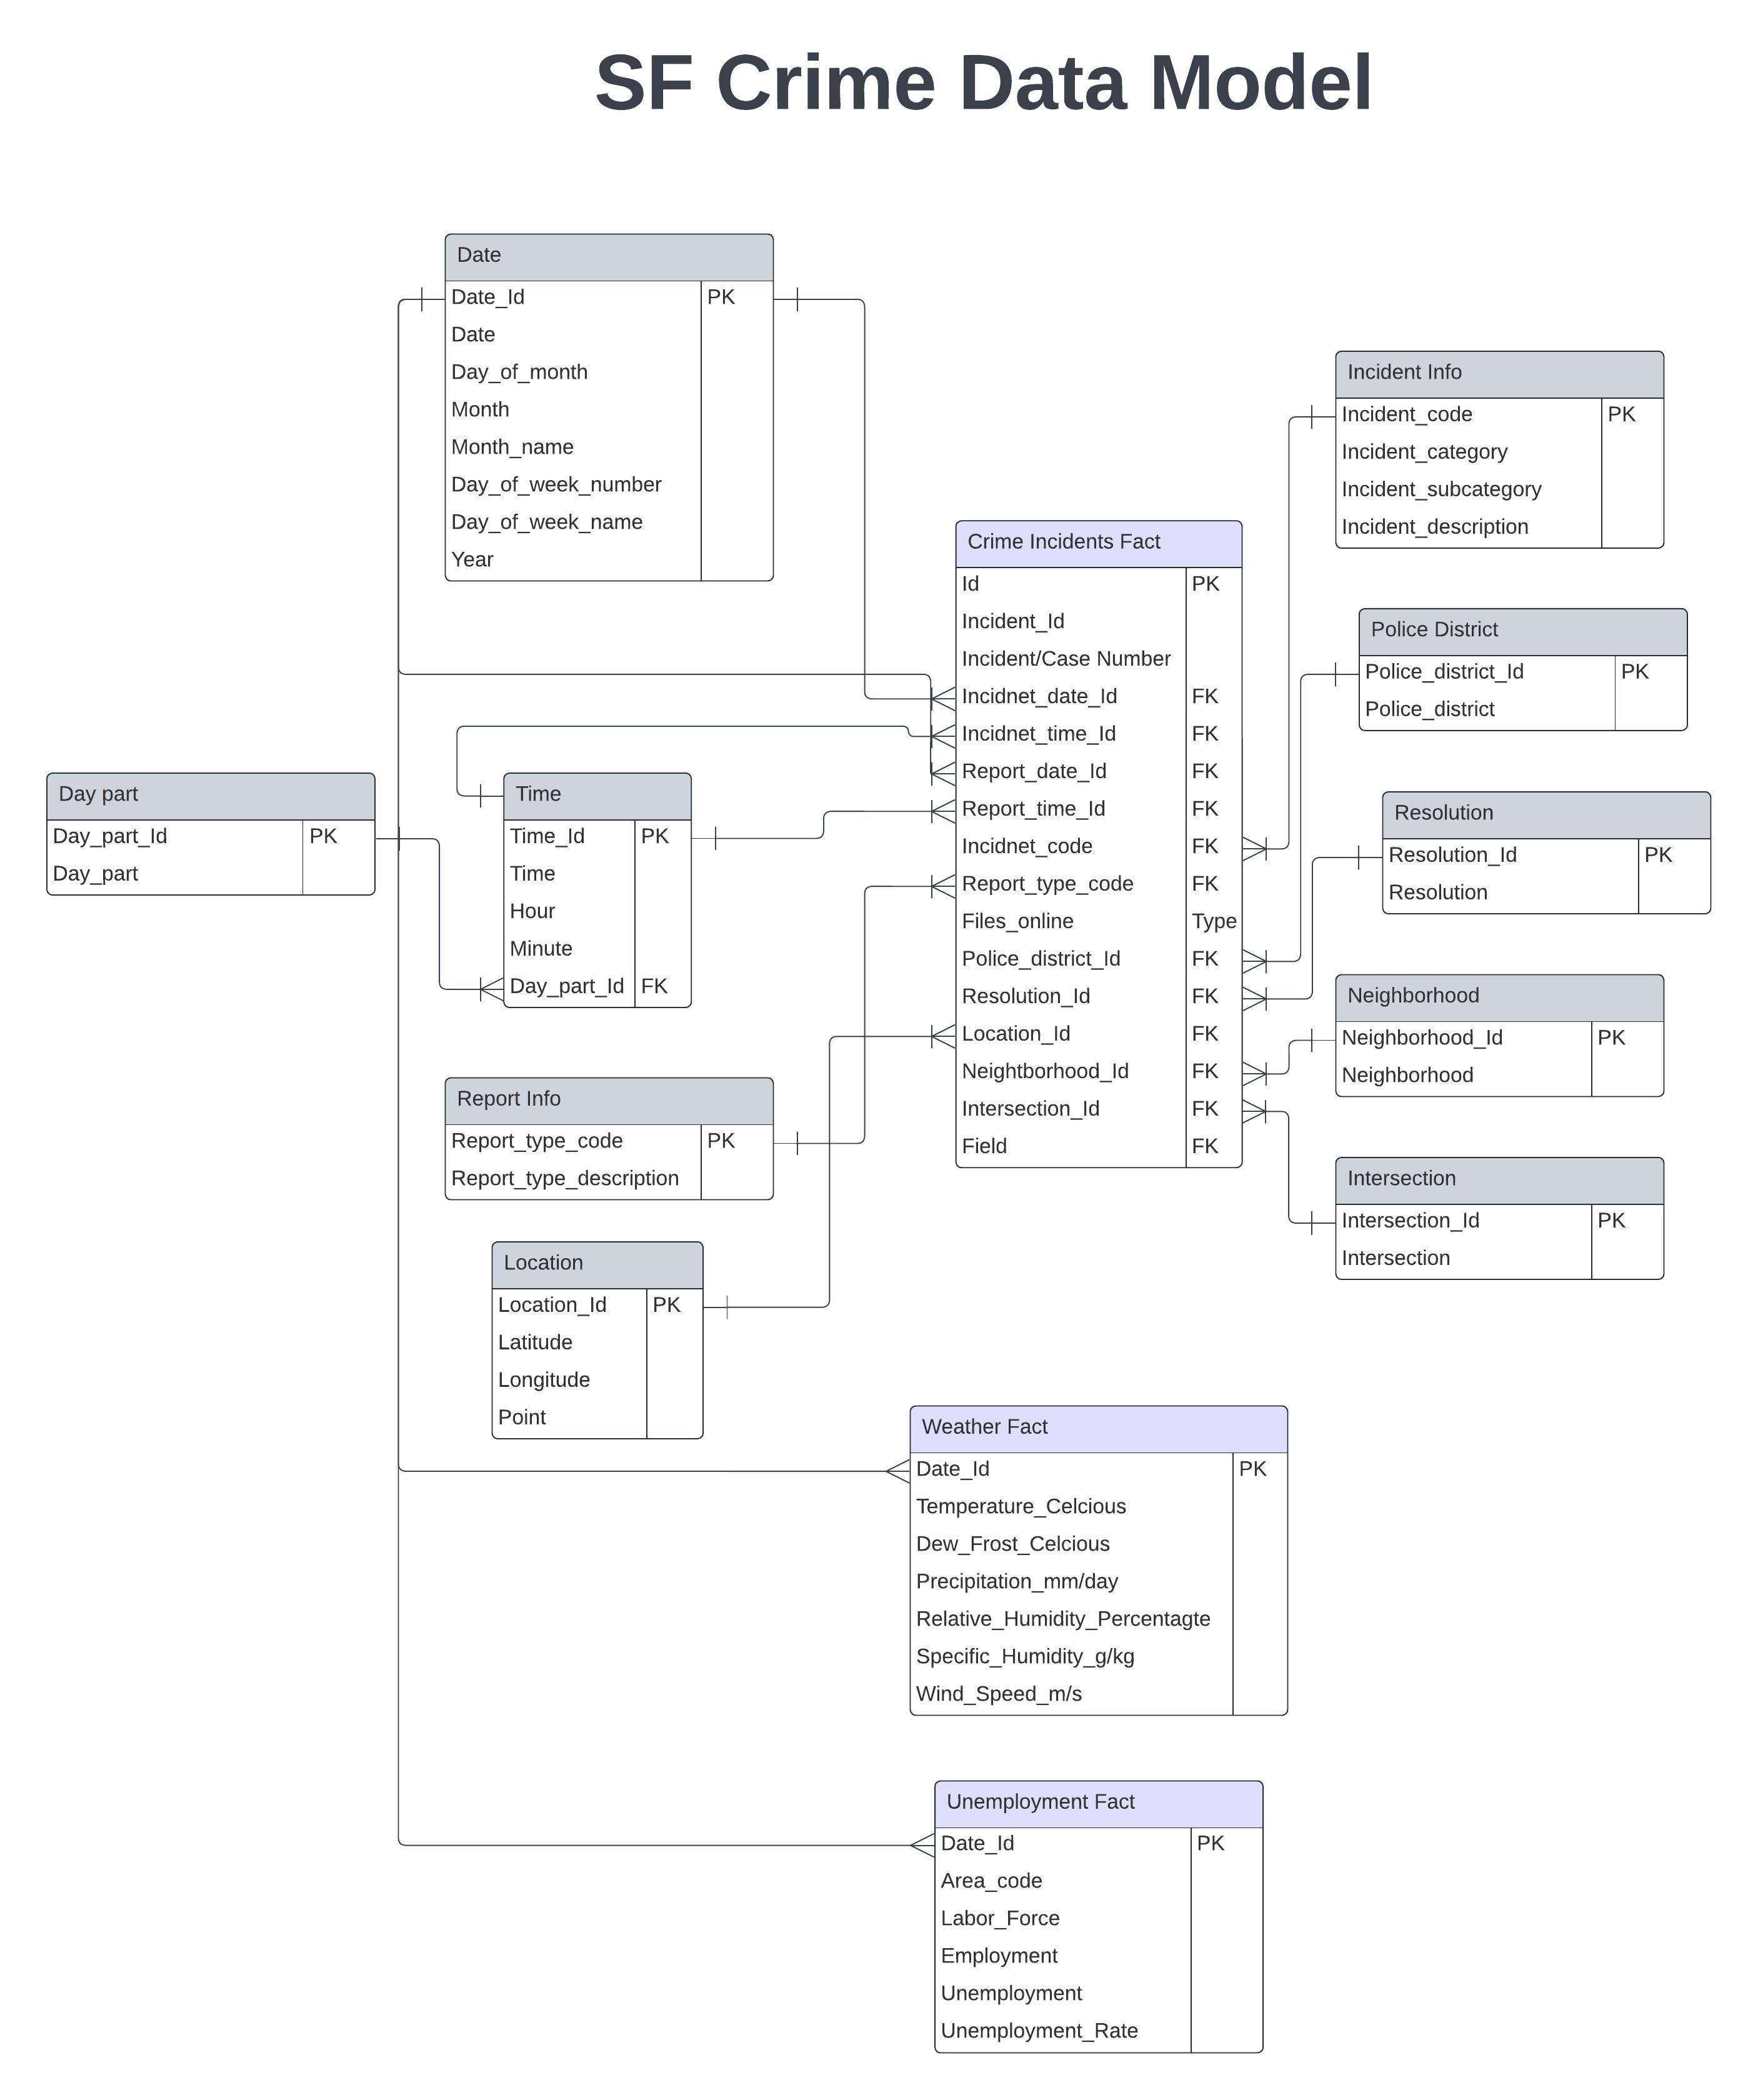 SF Crime Data Model
Date
Date_Id PK
Date
Day_of_month
Month
Month_name
Day_of_week_number
Day_of_week_name
Year
Incident Info
Incident_code PK
Incident_category
Incident_subcategory
Incident_description
Crime Incidents Fact
Id PK
Incident_Id
Incident/Case Number
Incidnet_date_Id FK
Incidnet_time_Id FK
Report_date_Id FK
Report_time_Id FK
Incidnet_code FK
Report_type_code FK
Files_online Type
Police_district_Id FK
Resolution_Id FK
Location_Id FK
Neightborhood_Id FK
Intersection_Id FK
Field FK
Police District
Police_district_Id PK
Police_district
Day part
Day_part_Id PK
Day_part
Time
Time_Id PK
Time
Hour
Minute
Day_part_Id FK
Resolution
Resolution_Id PK
Resolution
Neighborhood
Neighborhood_Id PK
Neighborhood
Report Info
Report_type_code PK
Report_type_description
Intersection
Intersection_Id PK
Intersection
Location
Location_Id PK
Latitude
Longitude
Point
Weather Fact
Date_Id PK
Temperature_Celcious
Dew_Frost_Celcious
Precipitation_mm/day
Relative_Humidity_Percentagte
Specific_Humidity_g/kg
Wind_Speed_m/s
Unemployment Fact
Date_Id PK
Area_code
Labor_Force
Employment
Unemployment
Unemployment_Rate